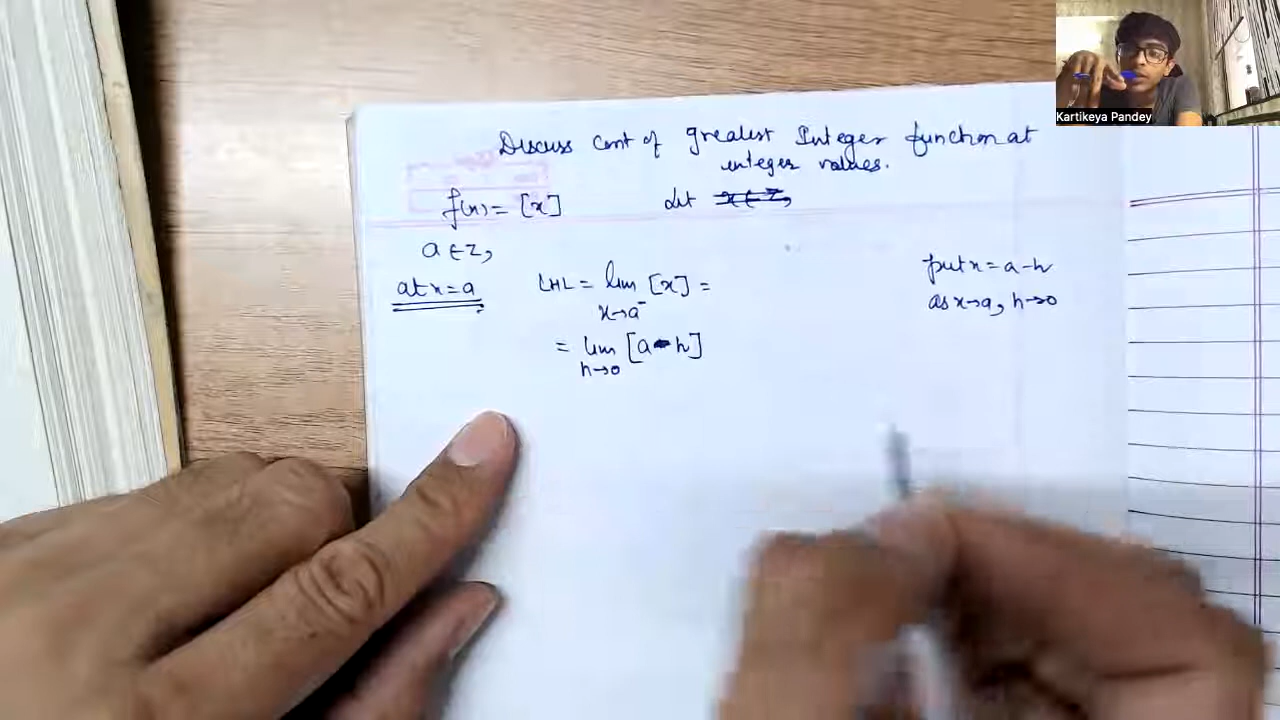 Discuss cont of greatest Integer function at
integer values.
f(x) = [x] Let x ∈ Z,
a ∈ Z,
at x = a
LHL = lim [x] =
x→a⁻
= lim [a - h]
h→0
put x = a - h
as x→a, h→0
Kartikeya Pandey